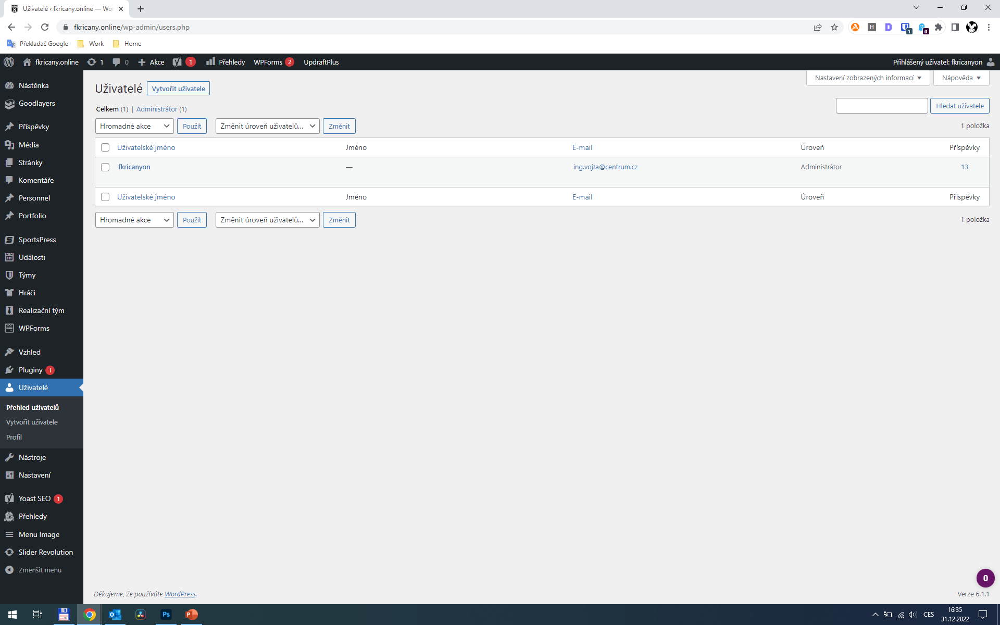 Uživatelé ‹ fkricany.online — Wor
fkricany.online/wp-admin/users.php
H
1
0
Překladač Google
Work
Home
fkricany.online
1
0
Akce
1
Přehledy
WPForms 2
UpdraftPlus
Přihlášený uživatel: fkricanyon
Nástěnka
Goodlayers
Příspěvky
Média
Stránky
Komentáře
Personnel
Portfolio
SportsPress
Události
Týmy
Hráči
Realizační tým
WPForms
Vzhled
Pluginy 1
Uživatelé
Přehled uživatelů
Vytvořit uživatele
Profil
Nástroje
Nastavení
Yoast SEO 1
Přehledy
Menu Image
Slider Revolution
Zmenšit menu
Nastavení zobrazených informací
Nápověda
Uživatelé Vytvořit uživatele
Celkem (1) | Administrátor (1)
Hledat uživatele
Hromadné akce Použít Změnit úroveň uživatelů... Změnit 1 položka
Uživatelské jméno Jméno E-mail Úroveň Příspěvky
fkricanyon — ing.vojta@centrum.cz Administrátor 13
Uživatelské jméno Jméno E-mail Úroveň Příspěvky
Hromadné akce Použít Změnit úroveň uživatelů... Změnit 1 položka
0
Děkujeme, že používáte WordPress.
Verze 6.1.1
Ps
P
CES
16:35
31.12.2022